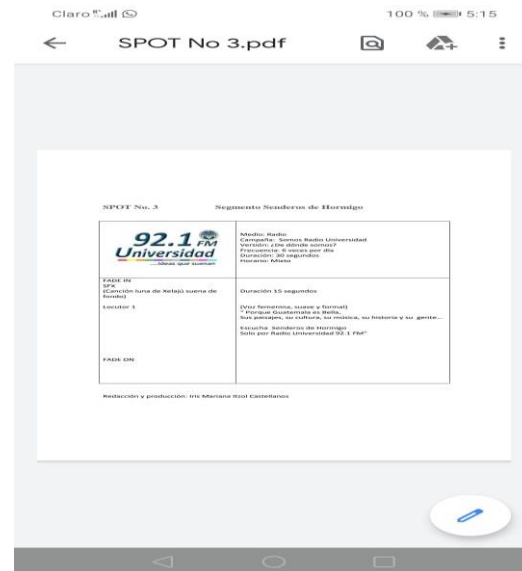 Claro
100 % 5:15
SPOT No 3.pdf
SPOT No. 3 Segmento Senderos de Hormigo
92.1 FM
Universidad
...Ideas que suenan
Medio: Radio
Campaña: Somos Radio Universidad
Versión: ¿De dónde somos?
Frecuencia: 6 veces por día
Duración: 30 segundos
Horario: Mixto
FADE IN
SFX
(Canción luna de Xelajú suena de fondo)
Duración 15 segundos
Locutor 1
(Voz femenina, suave y formal)
" Porque Guatemala es Bella,
Sus paisajes, su cultura, su música, su historia y su gente...
Escucha Senderos de Hormigo
Solo por Radio Universidad 92.1 FM"
FADE ON
Redacción y producción: Iris Mariana Itzol Castellanos